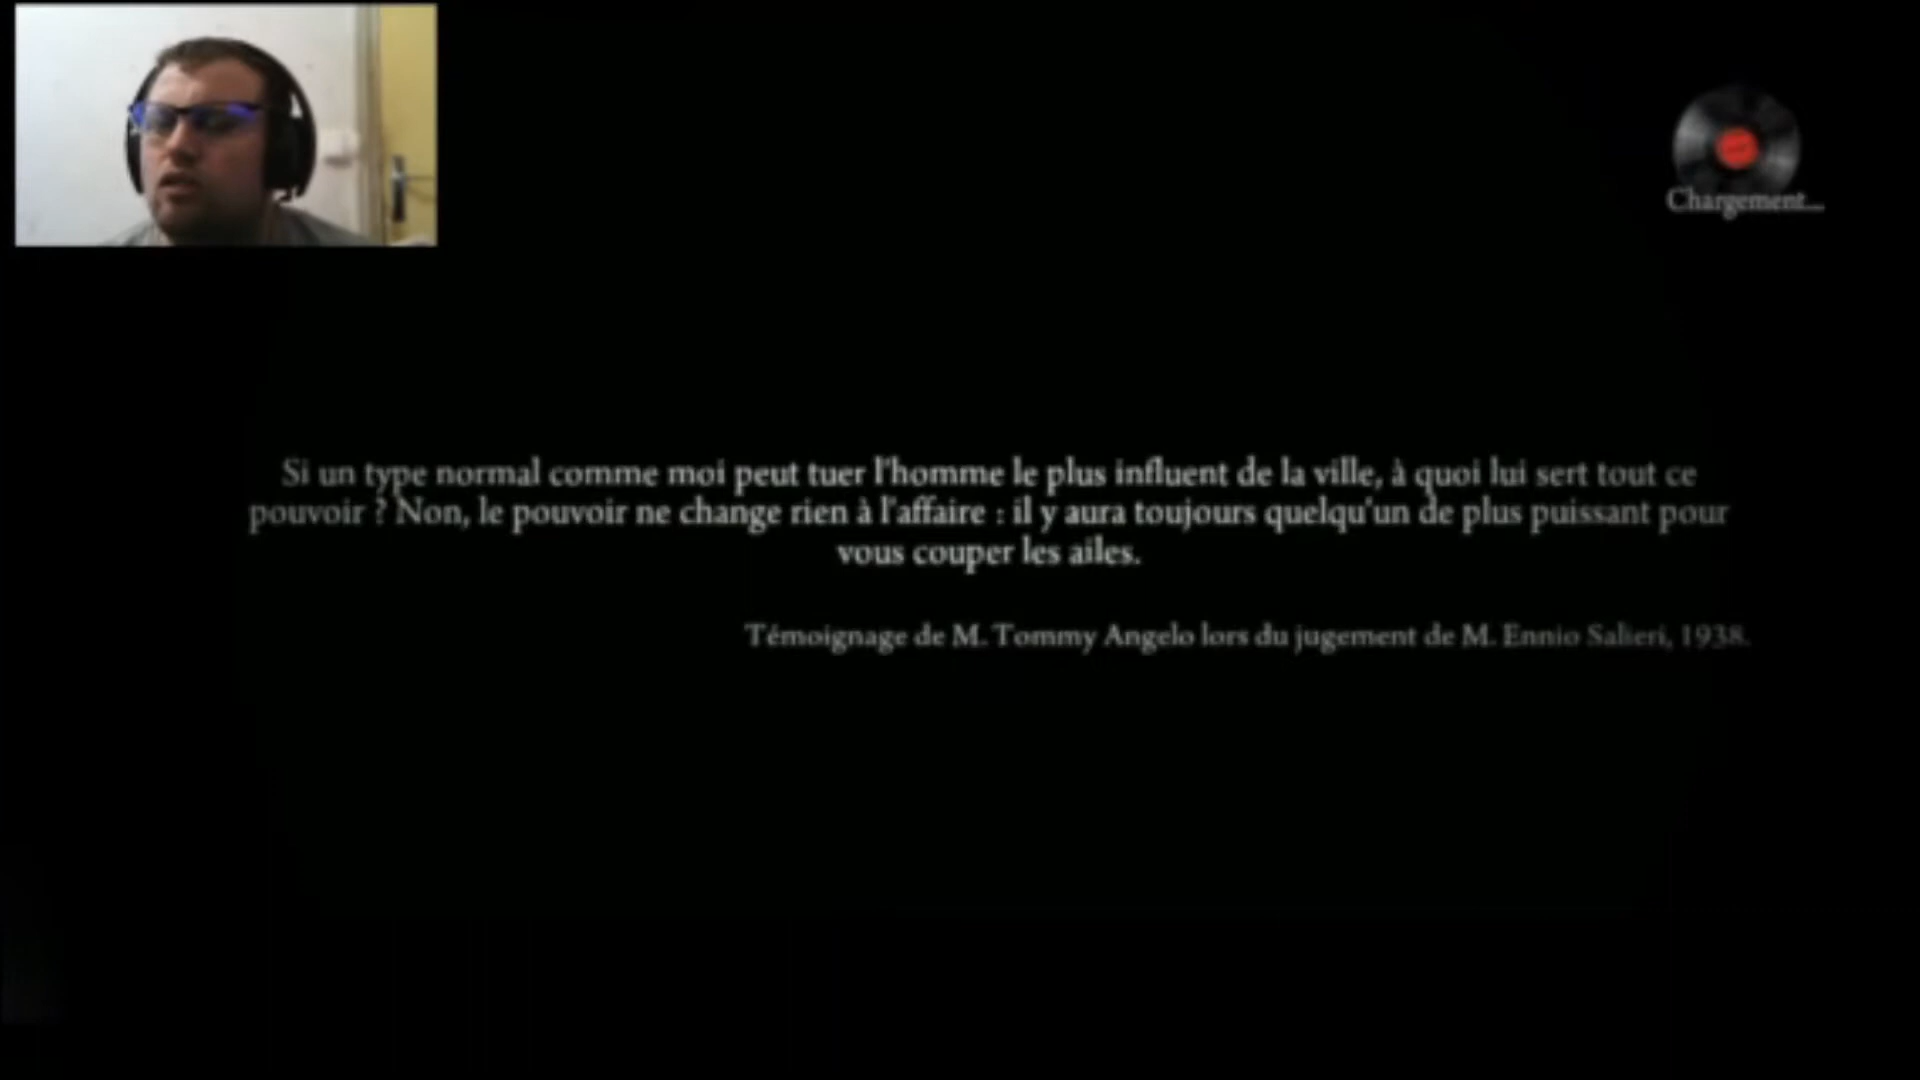 Chargement...
Si un type normal comme moi peut tuer l'homme le plus influent de la ville, à quoi lui sert tout ce
pouvoir ? Non, le pouvoir ne change rien à l'affaire : il y aura toujours quelqu'un de plus puissant pour
vous couper les ailes.
Témoignage de M. Tommy Angelo lors du jugement de M. Ennio Salieri, 1938.